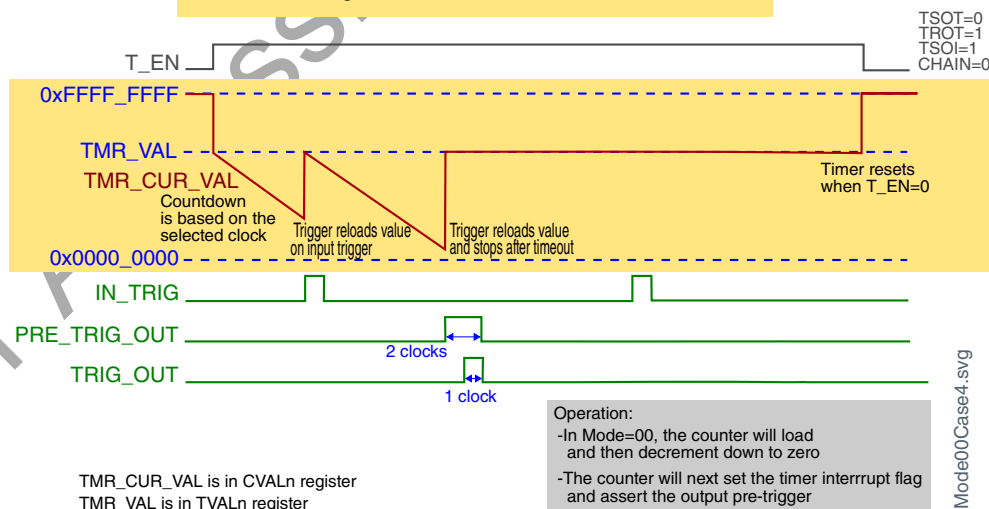 TSOT=0
TROT=1
TSOI=1
CHAIN=0
T_EN
0xFFFF_FFFF
TMR_VAL
TMR_CUR_VAL
Countdown
is based on the
selected clock
Trigger reloads value
on input trigger
Trigger reloads value
and stops after timeout
Timer resets
when T_EN=0
0x0000_0000
IN_TRIG
PRE_TRIG_OUT
2 clocks
TRIG_OUT
1 clock
Operation:
-In Mode=00, the counter will load
and then decrement down to zero
-The counter will next set the timer interrrupt flag
and assert the output pre-trigger
TMR_CUR_VAL is in CVALn register
TMR_VAL is in TVALn register
Mode00Case4.svg